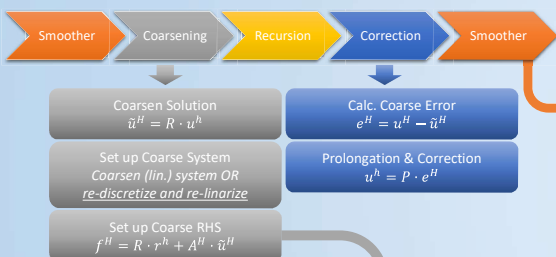 Smoother
Coarsening
Recursion
Correction
Smoother
Coarsen Solution
ũ^H = R · u^h
Set up Coarse System
Coarsen (lin.) system OR
re-discretize and re-linarize
Set up Coarse RHS
f^H = R · r^h + A^H · ũ^H
Calc. Coarse Error
e^H = u^H − ũ^H
Prolongation & Correction
u^h = P · e^H